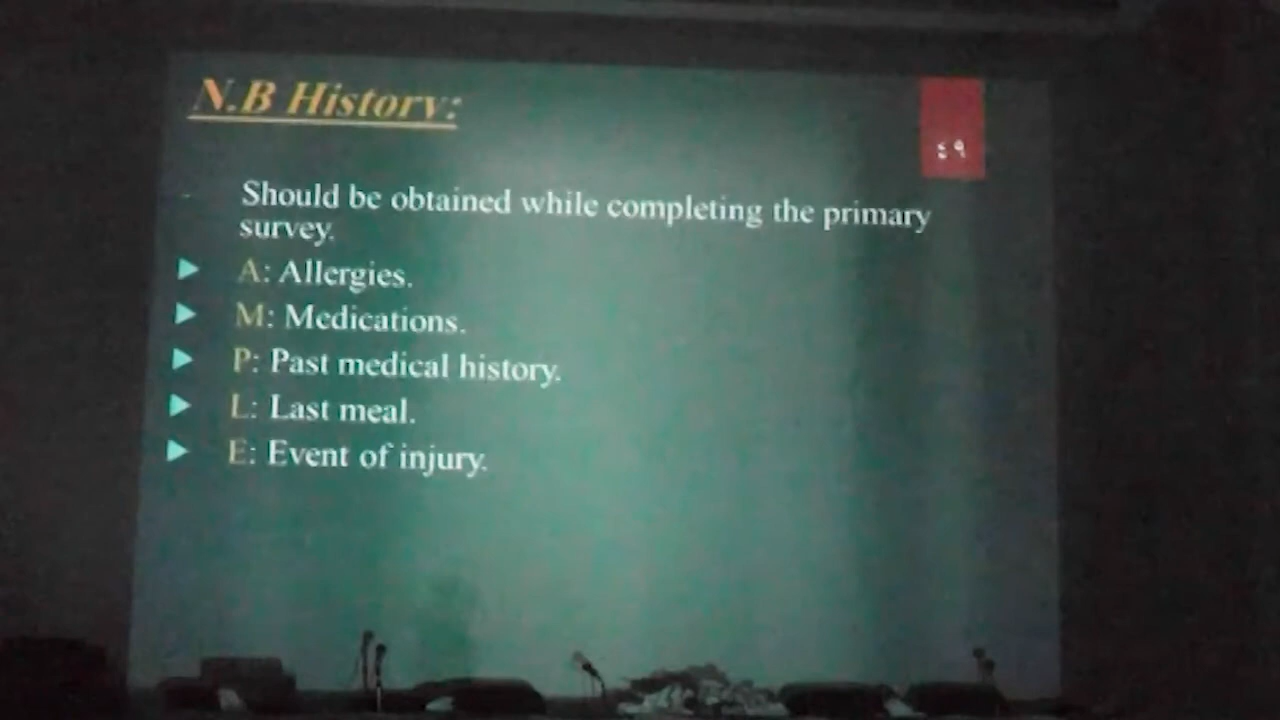 N.B History:
٤٩
- Should be obtained while completing the primary
survey.
A: Allergies.
M: Medications.
P: Past medical history.
L: Last meal.
E: Event of injury.